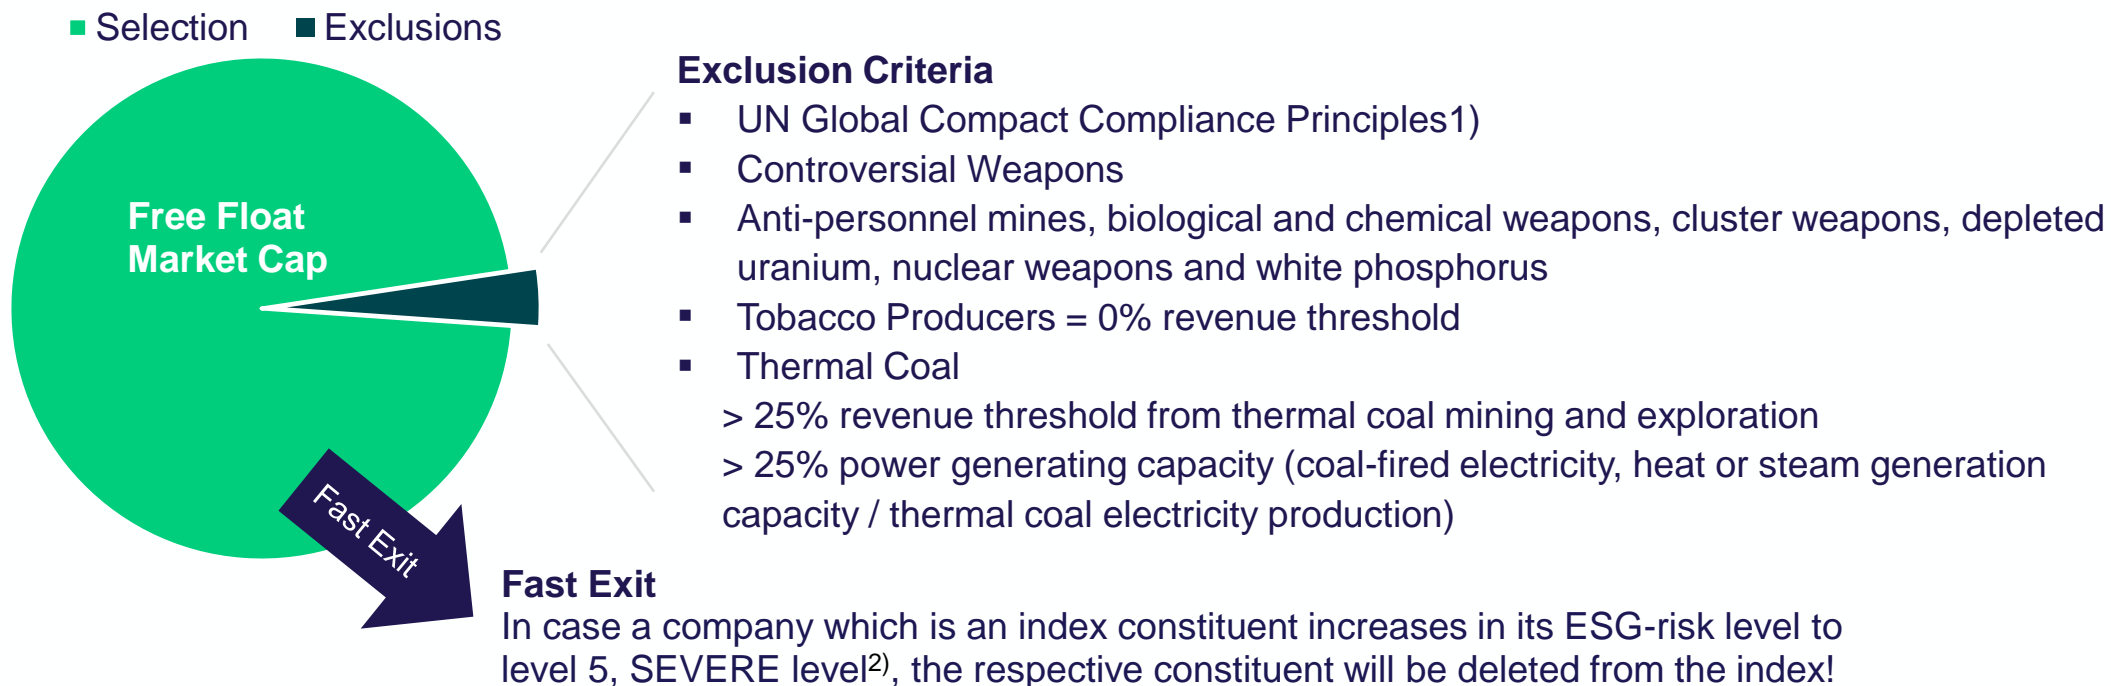 ▪ Selection ▪ Exclusions
Free Float
Market Cap
Exclusion Criteria
▪ UN Global Compact Compliance Principles1)
▪ Controversial Weapons
▪ Anti-personnel mines, biological and chemical weapons, cluster weapons, depleted
uranium, nuclear weapons and white phosphorus
▪ Tobacco Producers = 0% revenue threshold
▪ Thermal Coal
> 25% revenue threshold from thermal coal mining and exploration
> 25% power generating capacity (coal-fired electricity, heat or steam generation
capacity / thermal coal electricity production)
Fast Exit
Fast Exit
In case a company which is an index constituent increases in its ESG-risk level to
level 5, SEVERE level2), the respective constituent will be deleted from the index!